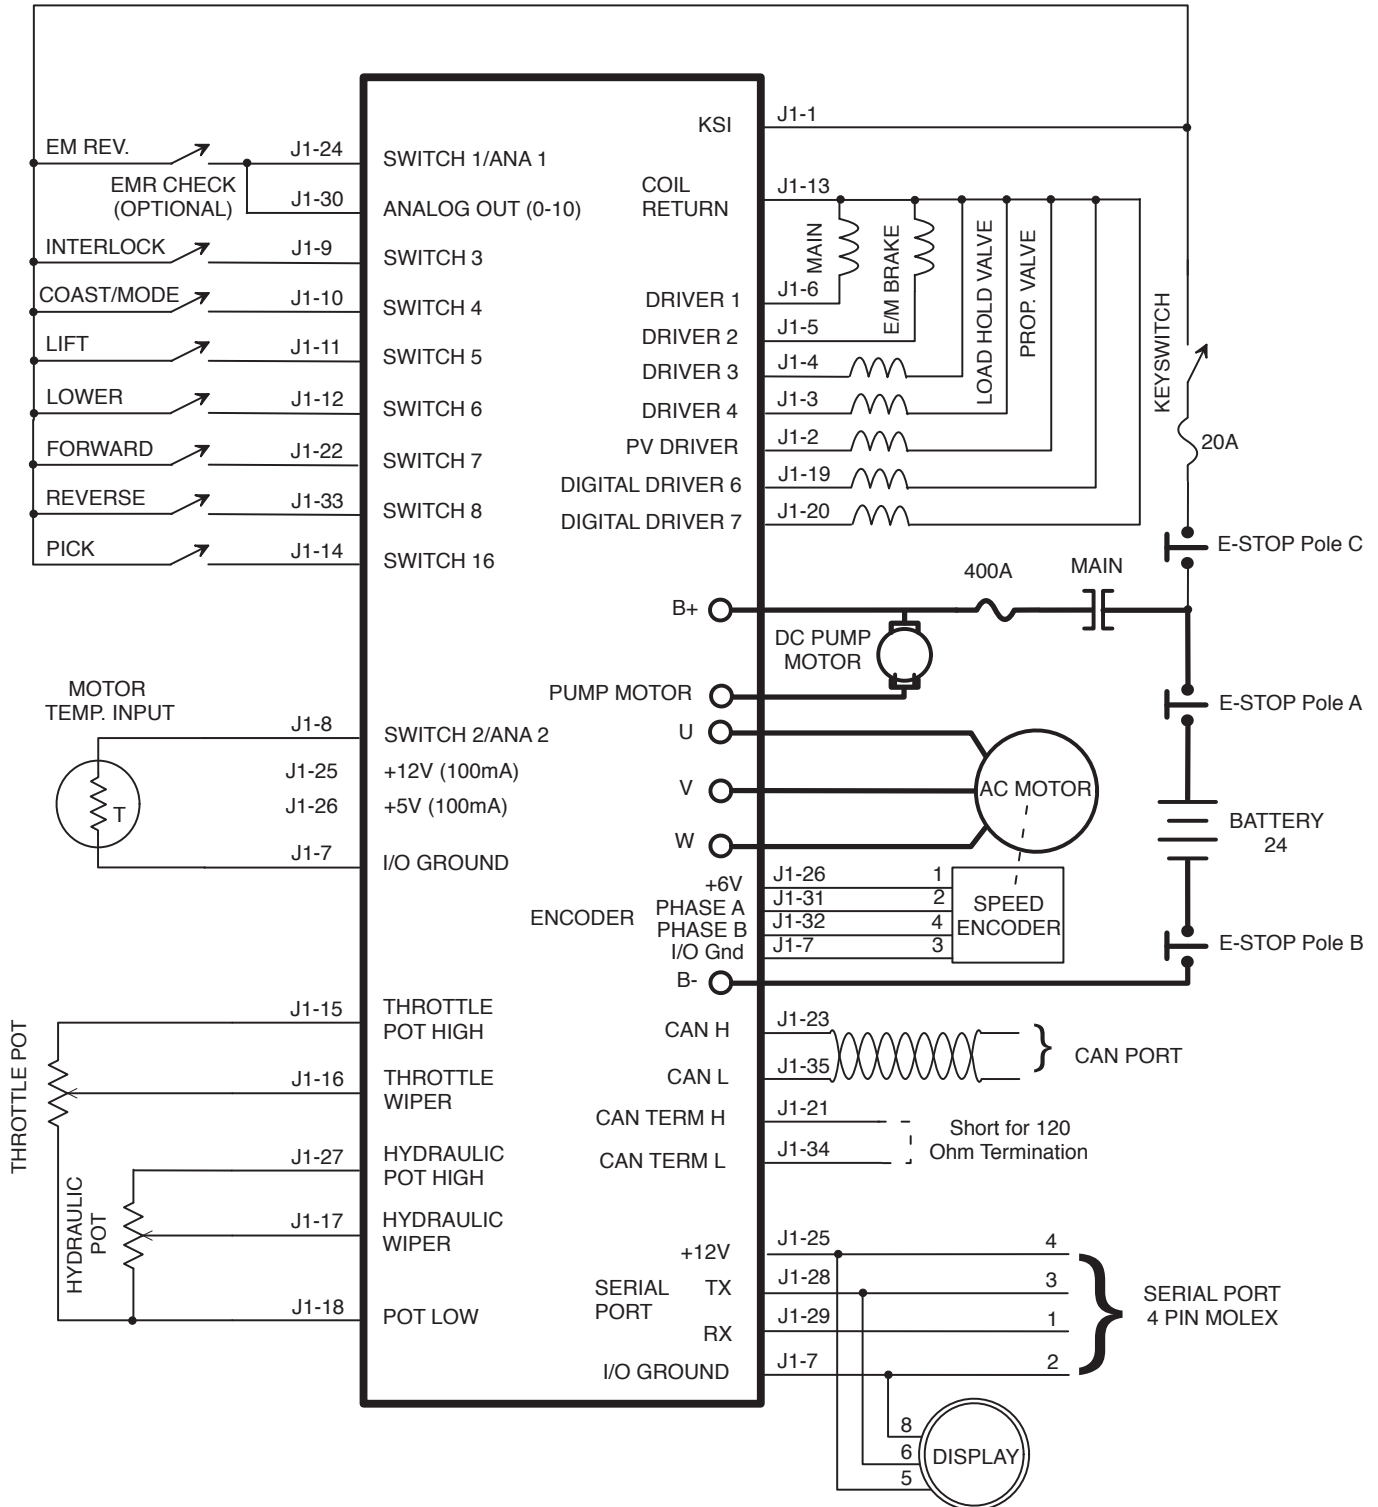 KSI
J1-1
EM REV.
J1-24
SWITCH 1/ANA 1
EMR CHECK
(OPTIONAL)
J1-30
ANALOG OUT (0-10)
INTERLOCK
J1-9
SWITCH 3
COAST/MODE
J1-10
SWITCH 4
LIFT
J1-11
SWITCH 5
LOWER
J1-12
SWITCH 6
FORWARD
J1-22
SWITCH 7
REVERSE
J1-33
SWITCH 8
PICK
J1-14
SWITCH 16
COIL
RETURN
J1-13
MAIN
E/M BRAKE
LOAD HOLD VALVE
PROP. VALVE
DRIVER 1
J1-6
DRIVER 2
J1-5
DRIVER 3
J1-4
DRIVER 4
J1-3
PV DRIVER
J1-2
DIGITAL DRIVER 6
J1-19
DIGITAL DRIVER 7
J1-20
KEYSWITCH
20A
E-STOP Pole C
400A
MAIN
B+
DC PUMP
MOTOR
PUMP MOTOR
E-STOP Pole A
U
V
W
AC MOTOR
BATTERY
24
MOTOR
TEMP. INPUT
T
J1-8
SWITCH 2/ANA 2
J1-25
+12V (100mA)
J1-26
+5V (100mA)
J1-7
I/O GROUND
ENCODER
+6V
J1-26
1
PHASE A
J1-31
2
PHASE B
J1-32
4
I/O Gnd
J1-7
3
SPEED
ENCODER
E-STOP Pole B
B-
THROTTLE POT
J1-15
THROTTLE
POT HIGH
J1-16
THROTTLE
WIPER
HYDRAULIC
POT
J1-27
HYDRAULIC
POT HIGH
J1-17
HYDRAULIC
WIPER
J1-18
POT LOW
CAN H
J1-23
CAN L
J1-35
CAN PORT
CAN TERM H
J1-21
CAN TERM L
J1-34
Short for 120
Ohm Termination
SERIAL
PORT
+12V
J1-25
4
TX
J1-28
3
RX
J1-29
1
I/O GROUND
J1-7
2
SERIAL PORT
4 PIN MOLEX
8
6
5
DISPLAY